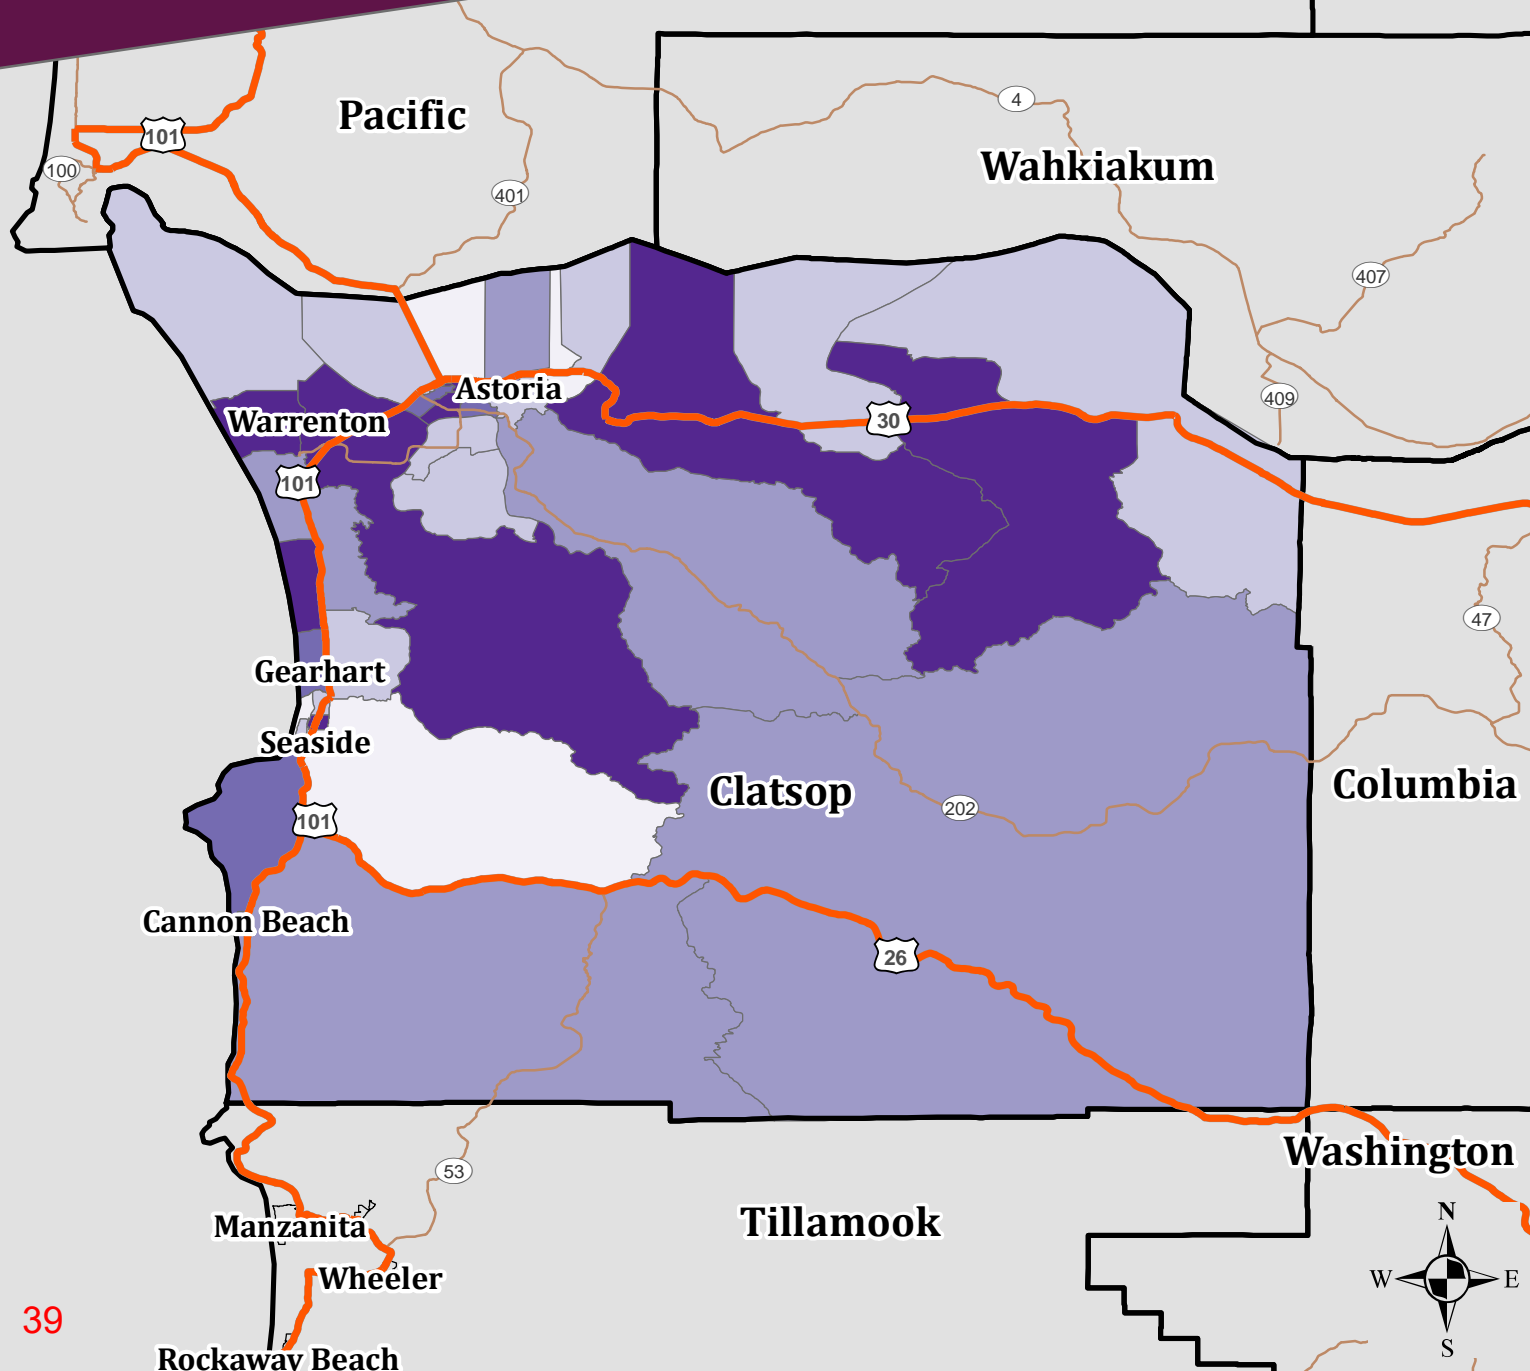 4
Pacific
101
Wahkiakum
100
401
407
Astoria
409
Warrenton
30
101
47
Gearhart
Seaside
Clatsop
Columbia
202
101
Cannon Beach
26
Washington
53
N
Manzanita
Tillamook
W
E
Wheeler
39
S
Rockaway Beach